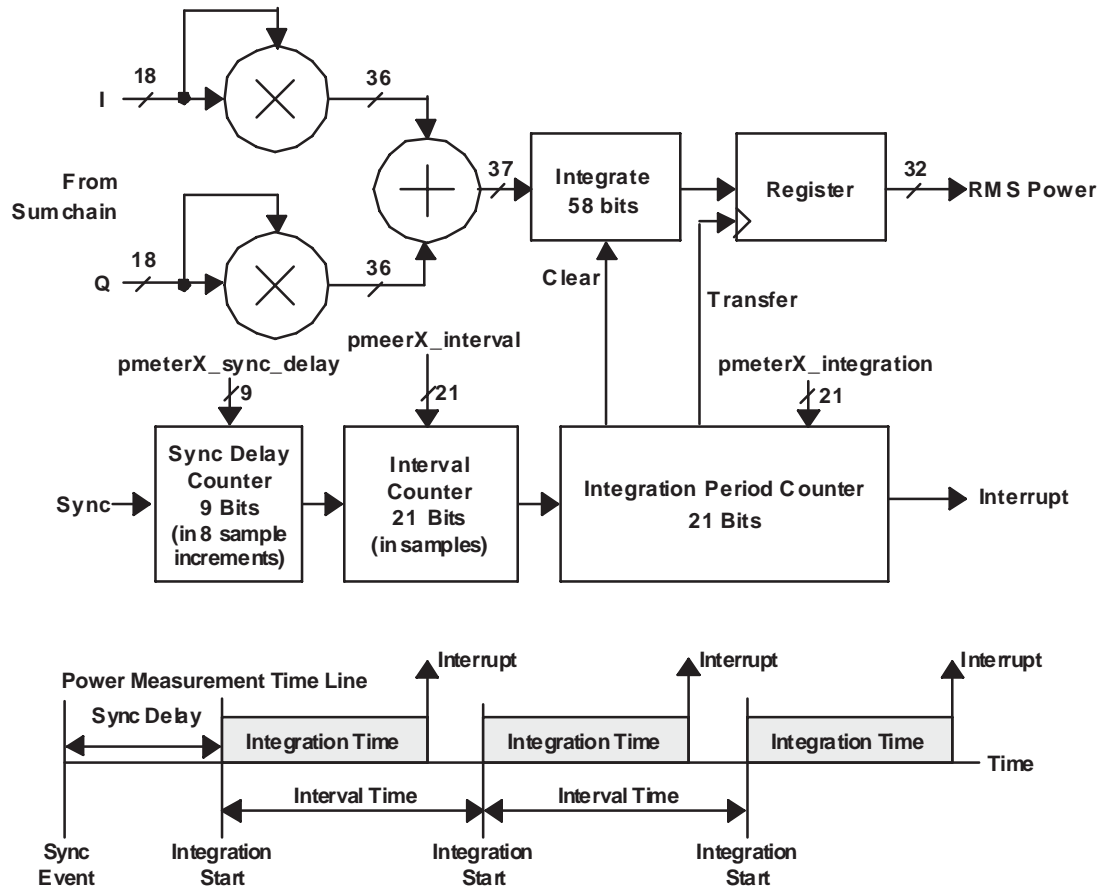 I
18
36
From
Sumchain
Q
18
36
37
Integrate
58 bits
Register
32
RMS Power
Clear
Transfer
pmeterX_sync_delay
9
pmeerX_interval
21
pmeterX_integration
21
Sync
Sync Delay
Counter
9 Bits
(in 8 sample
increments)
Interval
Counter
21 Bits
(in samples)
Integration Period Counter
21 Bits
Interrupt
Power Measurement Time Line
Sync Delay
Interrupt
Interrupt
Interrupt
Integration Time
Integration Time
Integration Time
Time
Interval Time
Interval Time
Sync
Event
Integration
Start
Integration
Start
Integration
Start